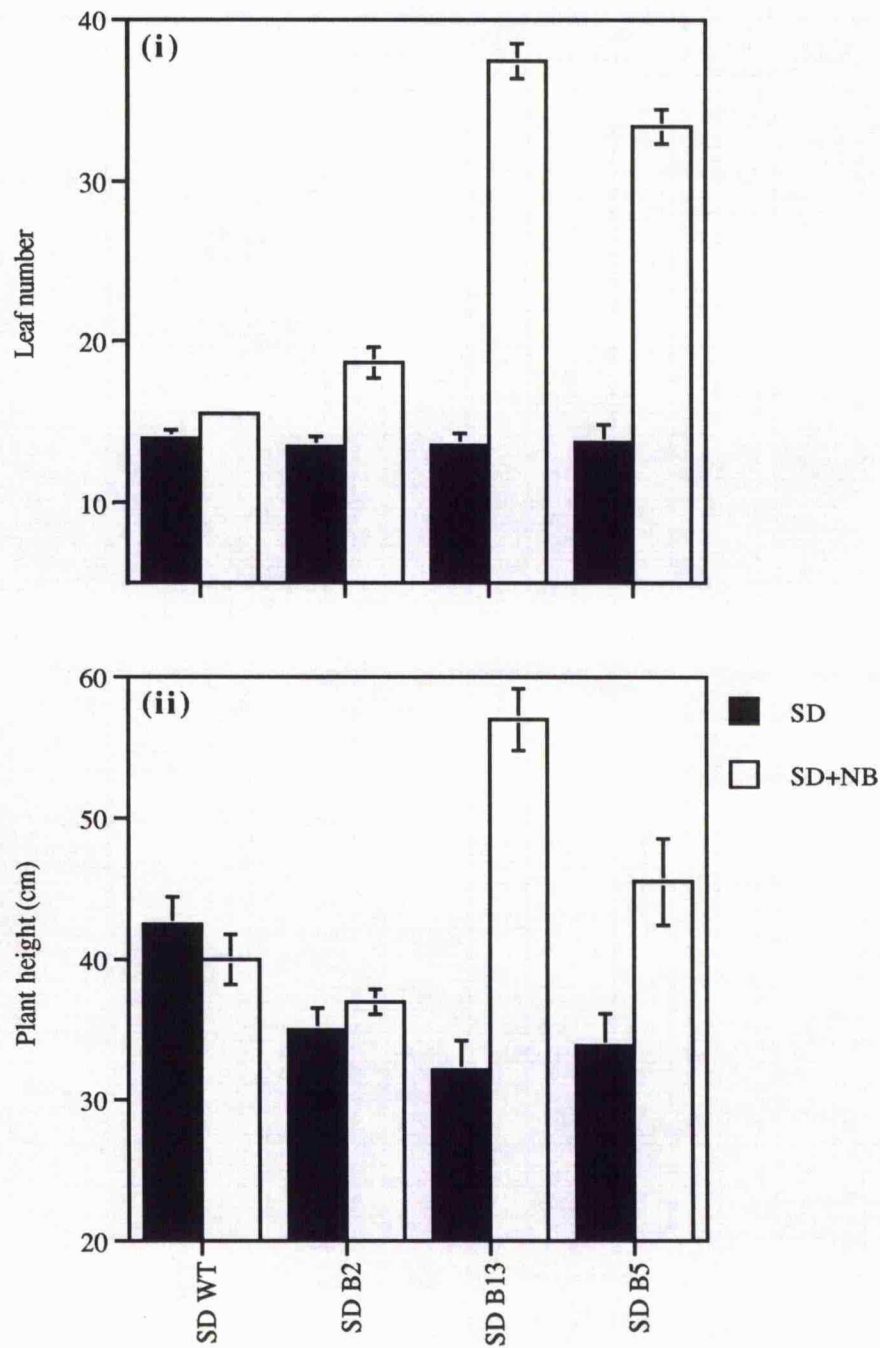 40
(i)
30
20
10
Leaf number
60
(ii)
50
40
30
20
Plant height (cm)
SD
SD+NB
SD WT
SD B2
SD B13
SD B5